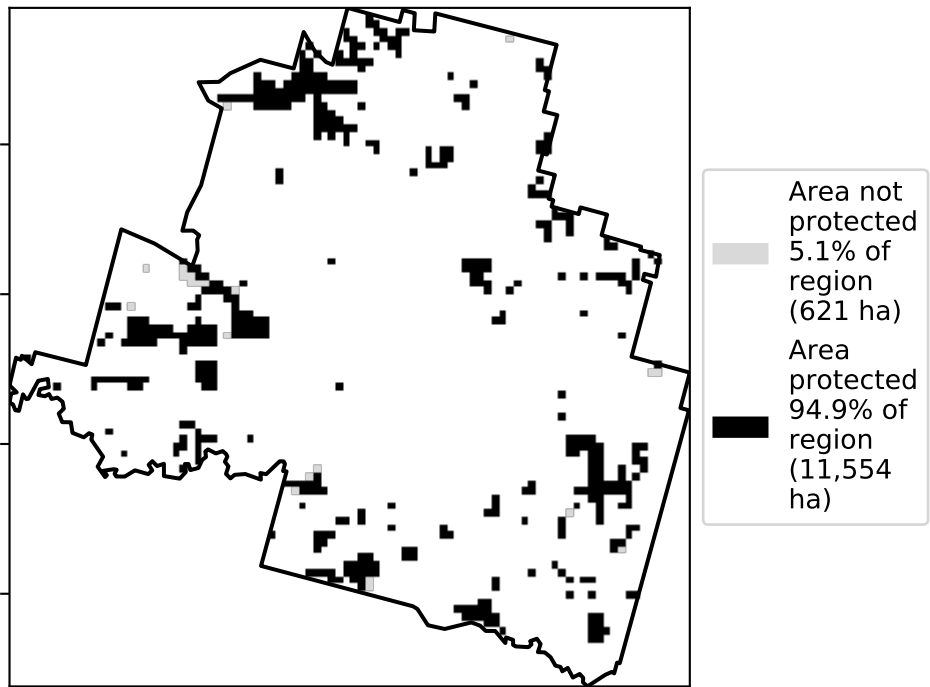 Area not
protected
5.1% of
region
(621 ha)
Area
protected
94.9% of
region
(11,554
ha)